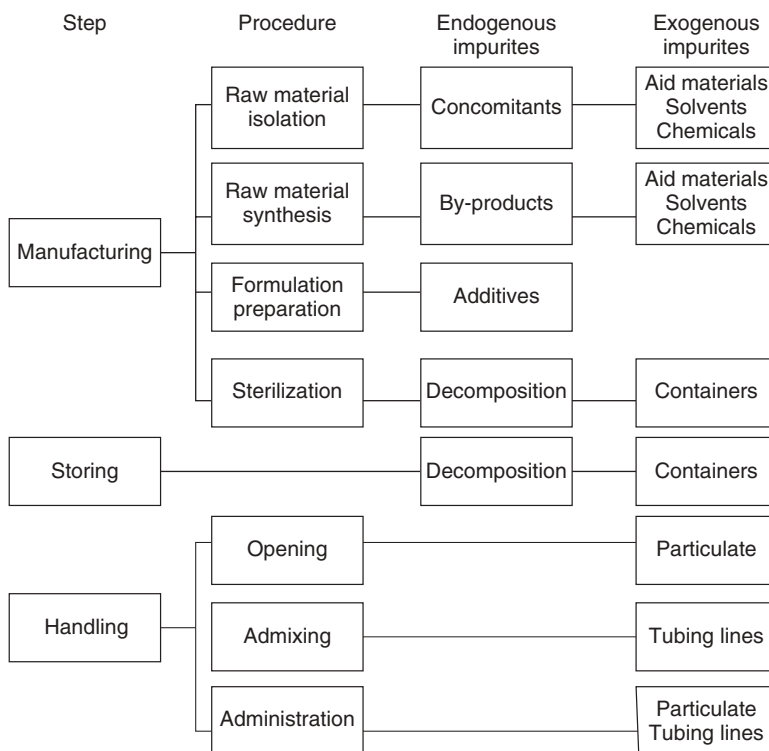 Step
Procedure
Endogenous
impurites
Exogenous
impurites
Raw material
isolation
Concomitants
Aid materials
Solvents
Chemicals
Raw material
synthesis
By-products
Aid materials
Solvents
Chemicals
Manufacturing
Formulation
preparation
Additives
Sterilization
Decomposition
Containers
Storing
Decomposition
Containers
Opening
Particulate
Handling
Admixing
Tubing lines
Administration
Particulate
Tubing lines